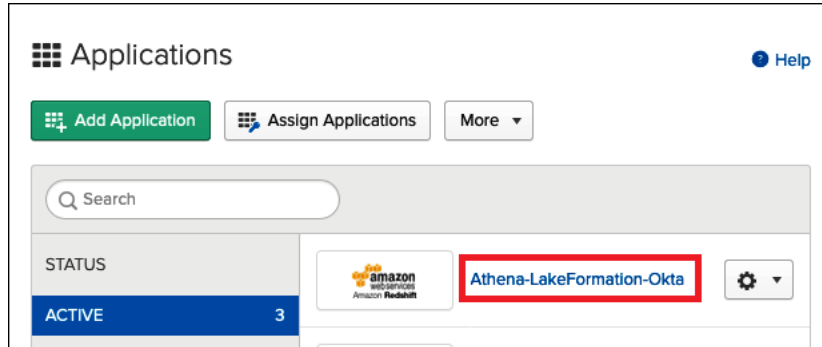 Applications
? Help
Add Application
Assign Applications
More
Search
STATUS
ACTIVE 3
amazon
webservices
Amazon Redshift
Athena-LakeFormation-Okta